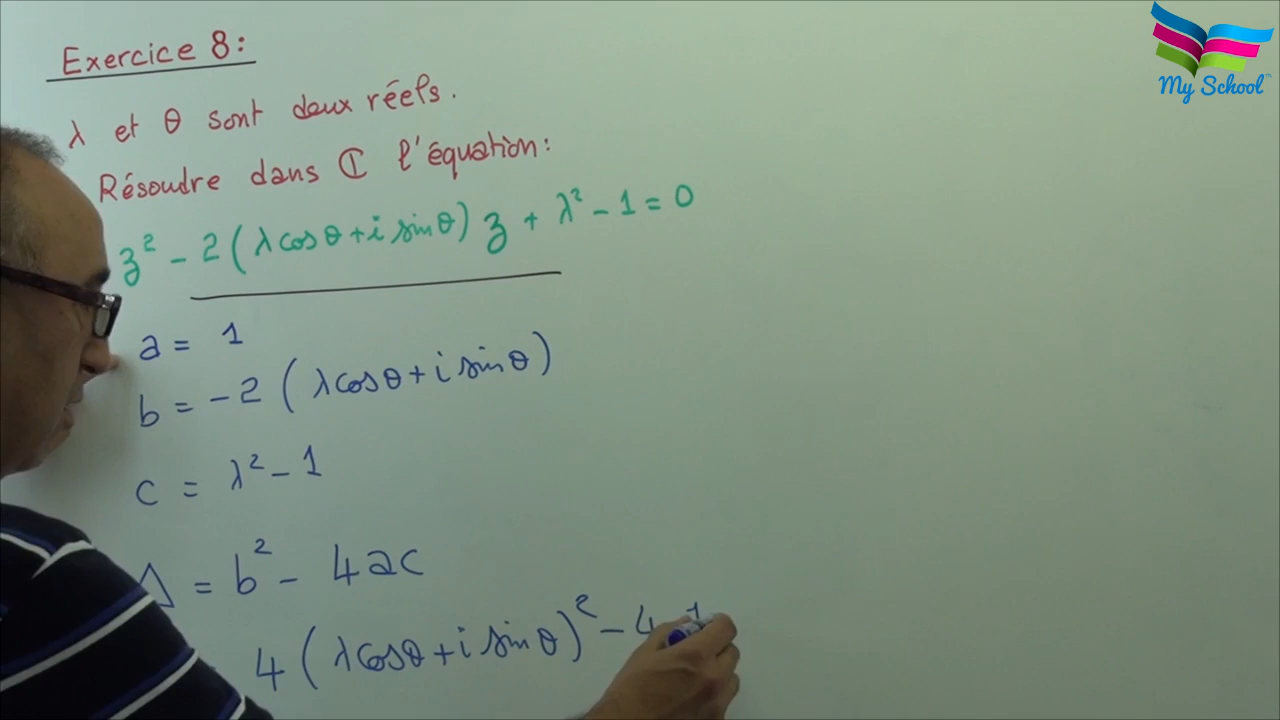 My School
Exercice 8:
λ et θ sont deux réels.
Résoudre dans ℂ l'équation:
z² - 2(λcosθ+i sinθ) z + λ² - 1 = 0
a = 1
b = -2 (λcosθ+i sinθ)
c = λ² - 1
Δ = b² - 4ac
4(λcosθ+i sinθ)² - 4 1